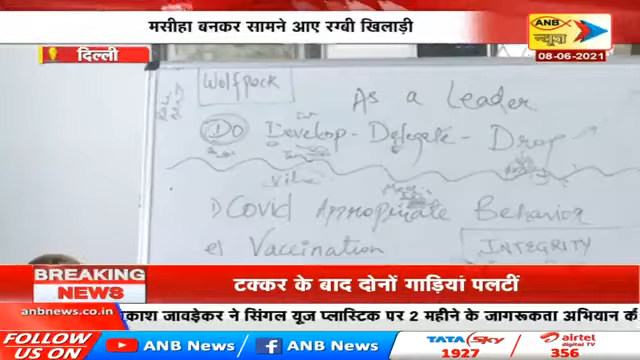 मसीहा बनकर सामने आए रग्बी खिलाड़ी
ANB
न्यूज़
08-06-2021
दिल्ली
Wolfpack
As a Leader
Do Develop - Delegate - Drop
1) Covid Appropriate Behavior
2) Vaccination
INTEGRITY
BREAKING
NEWS
टक्कर के बाद दोनों गाड़ियां पलटीं
anbnews.co.in
काश जावड़ेकर ने सिंगल यूज प्लास्टिक पर 2 महीने के जागरूकता अभियान की
FOLLOW
US ON
ANB News
ANB News
TATA Sky
1927
airtel
digital TV
356